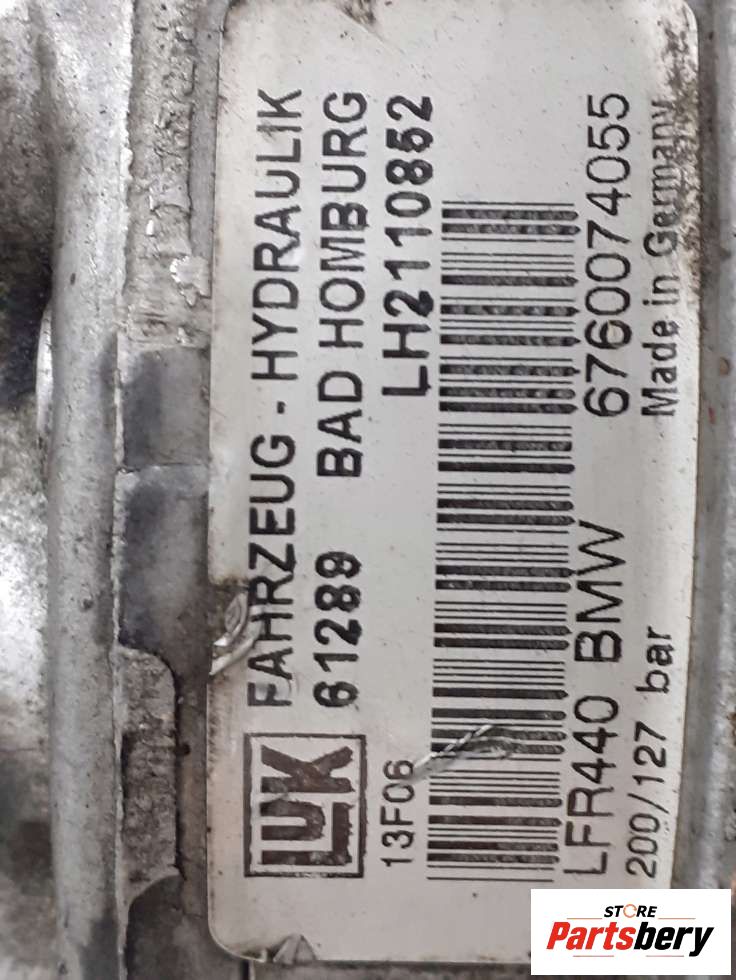 LUK
FAHRZEUG - HYDRAULIK
61289 BAD HOMBURG
13F06
LH2110852
LFR440 BMW
6760074055
200/127 bar
Made in Germany
STORE
Partsbery